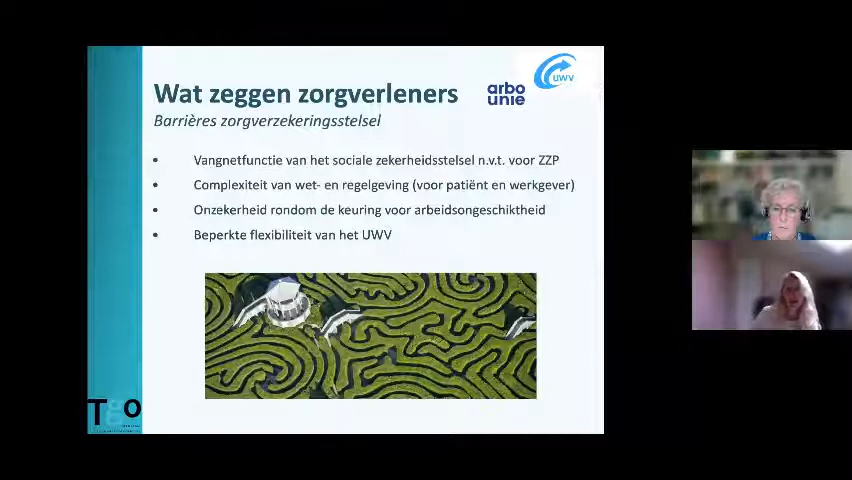 Wat zeggen zorgverleners
arbo
unie
UWV
Barrières zorgverzekeringsstelsel
• Vangnetfunctie van het sociale zekerheidsstelsel n.v.t. voor ZZP
• Complexiteit van wet- en regelgeving (voor patiënt en werkgever)
• Onzekerheid rondom de keuring voor arbeidsongeschiktheid
• Beperkte flexibiliteit van het UWV